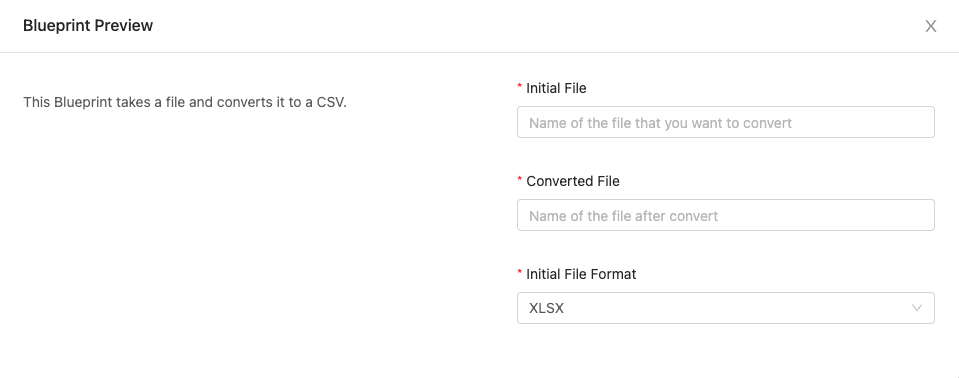 Blueprint Preview
This Blueprint takes a file and converts it to a CSV.
* Initial File
Name of the file that you want to convert
* Converted File
Name of the file after convert
* Initial File Format
XLSX